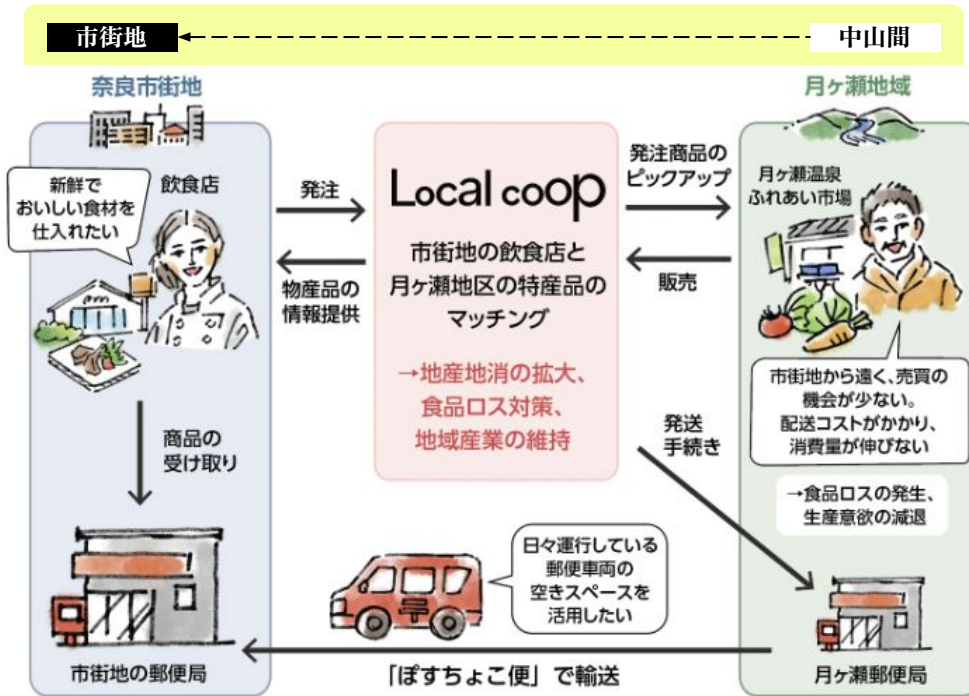 市街地
中山間
奈良市街地
月ヶ瀬地域
新鮮で
おいしい食材を
仕入れたい
飲食店
発注
物産品の
情報提供
商品の
受け取り
市街地の郵便局
Local coop
市街地の飲食店と
月ヶ瀬地区の特産品の
マッチング
→地産地消の拡大、
食品ロス対策、
地域産業の維持
発注商品の
ピックアップ
販売
発送
手続き
月ヶ瀬温泉
ふれあい市場
市街地から遠く、売買の
機会が少ない。
配送コストがかかり、
消費量が伸びない
→食品ロスの発生、
生産意欲の減退
日々運行している
郵便車両の
空きスペースを
活用したい
月ヶ瀬郵便局
「ぽすちょこ便」で輸送